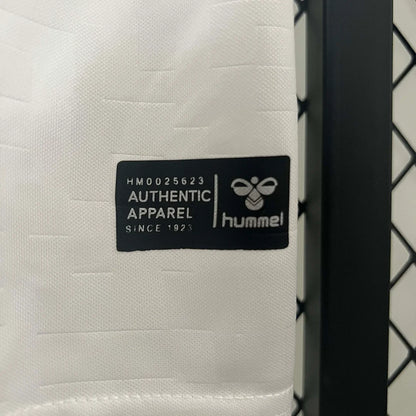 HM0025623
AUTHENTIC
APPAREL
SINCE 1923
hummel